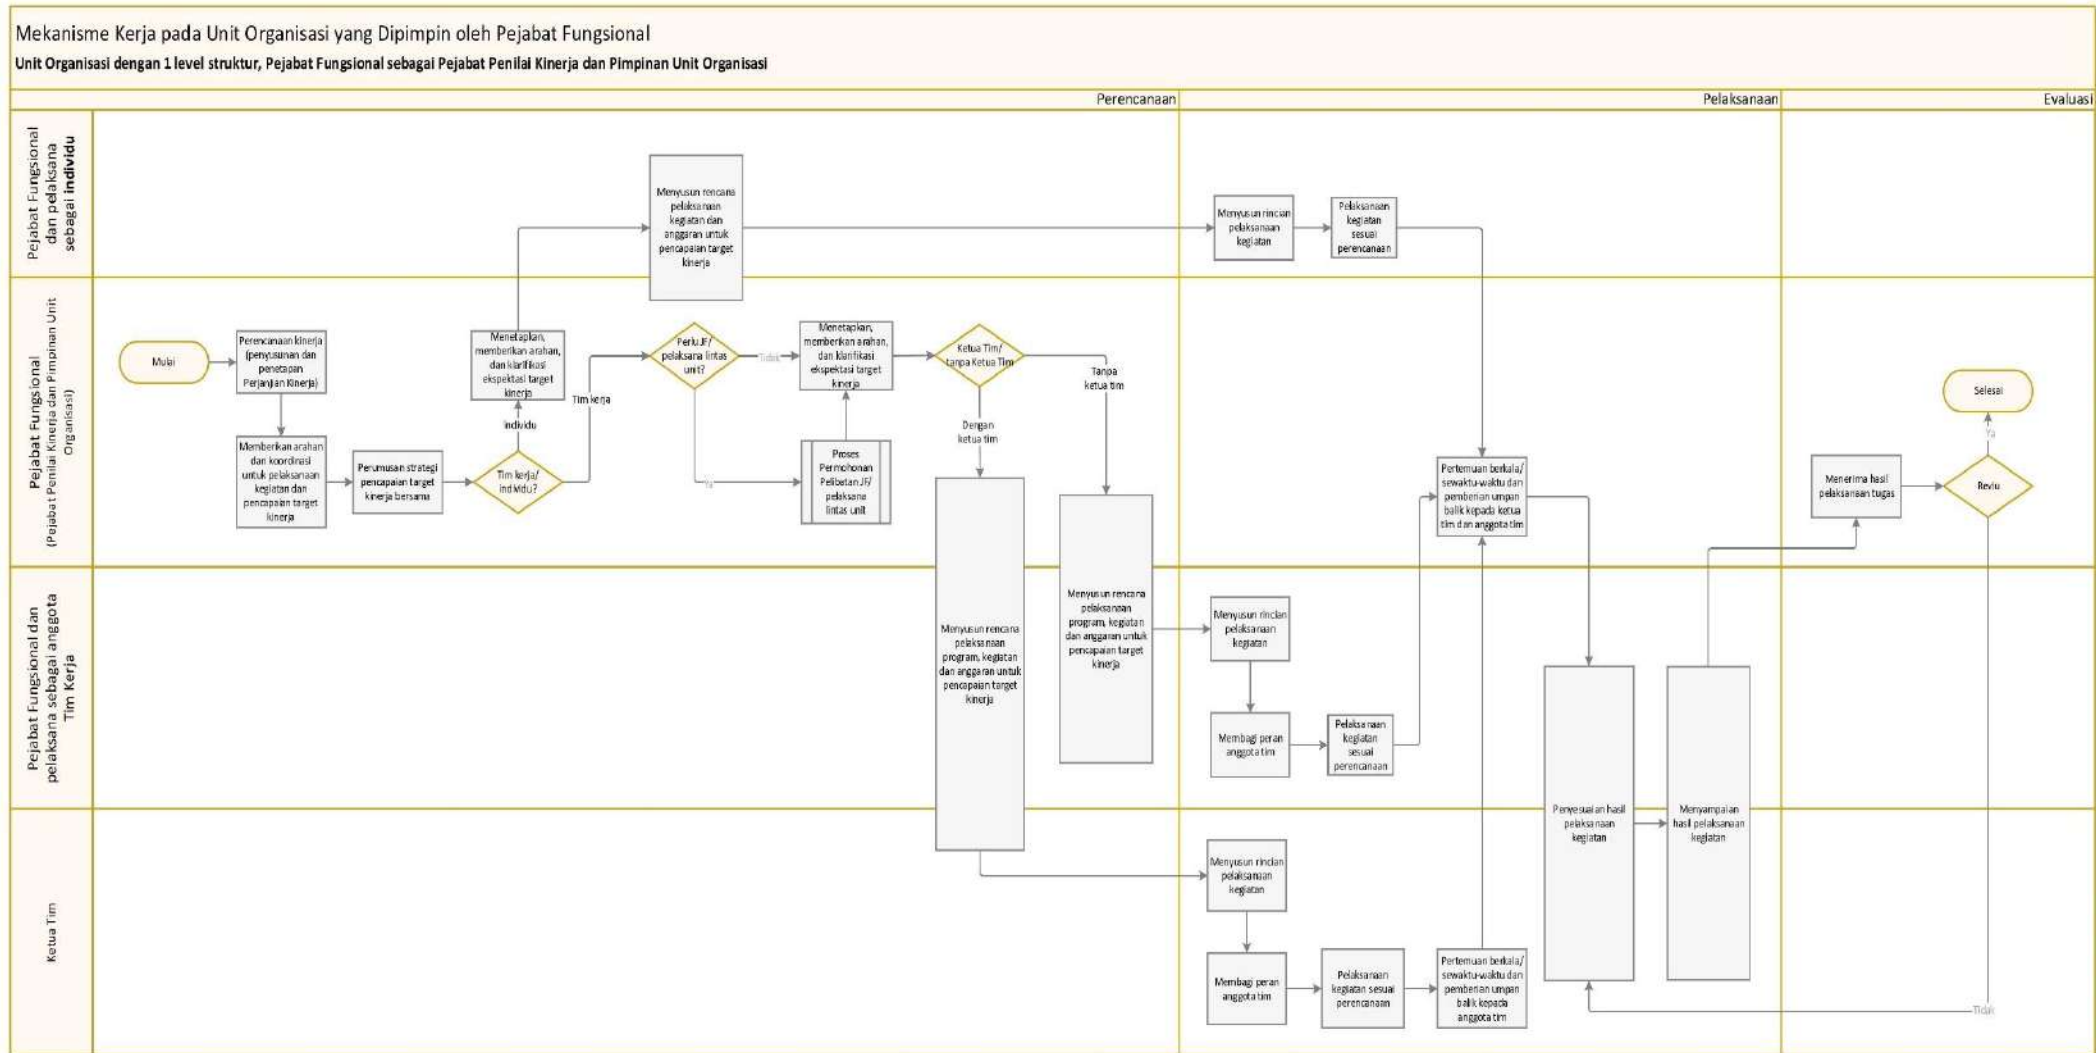 Mekanisme Kerja pada Unit Organisasi yang Dipimpin oleh Pejabat Fungsional
Unit Organisasi dengan 1 level struktur, Pejabat Fungsional sebagai Pejabat Penilai Kinerja dan Pimpinan Unit Organisasi
Perencanaan
Pelaksanaan
Evaluasi
Pejabat Fungsional
dan pelaksana
sebagai individu
Menyusun rencana
pelaksanaan
kegiatan dan
anggaran untuk
pencapaian target
kinerja
Menyusun rincian
pelaksanaan
kegiatan
Pelaksanaan
kegiatan
sesuai
perencanaan
Pejabat Fungsional
(Pejabat Penilai Kinerja dan Pimpinan Unit
Organisasi)
Mulai
Perencanaan kinerja
(penyusunan dan
penetapan
Perjanjian Kinerja)
Memberikan arahan
dan koordinasi
untuk pelaksanaan
kegiatan dan
pencapaian target
kinerja
Perumusan strategi
pencapaian target
kinerja bersama
Tim kerja/
individu?
Individu
Menetapkan,
memberikan arahan,
dan klarifikasi
ekspektasi target
kinerja
Tim kerja
Perlu JF/
pelaksana lintas
unit?
Tidak
Ya
Proses
Permohonan
Pelibatan JF/
pelaksana
lintas unit
Menetapkan,
memberikan arahan,
dan klarifikasi
ekspektasi target
kinerja
Ketua Tim/
tanpa Ketua Tim
Dengan
ketua tim
Tanpa
ketua tim
Pertemuan berkala/
sewaktu-waktu dan
pemberian umpan
balik kepada ketua
tim dan anggota tim
Menerima hasil
pelaksanaan tugas
Reviu
Ya
Selesai
Tidak
Pejabat Fungsional dan
pelaksana sebagai anggota
Tim Kerja
Menyusun rencana
pelaksanaan
program, kegiatan
dan anggaran untuk
pencapaian target
kinerja
Menyusun rencana
pelaksanaan
program, kegiatan
dan anggaran untuk
pencapaian target
kinerja
Menyusun rincian
pelaksanaan
kegiatan
Membagi peran
anggota tim
Pelaksanaan
kegiatan
sesuai
perencanaan
Penyesuaian hasil
pelaksanaan
kegiatan
Menyampaian
hasil pelaksanaan
kegiatan
Ketua Tim
Menyusun rincian
pelaksanaan
kegiatan
Membagi peran
anggota tim
Pelaksanaan
kegiatan sesuai
perencanaan
Pertemuan berkala/
sewaktu-waktu dan
pemberian umpan
balik kepada
anggota tim